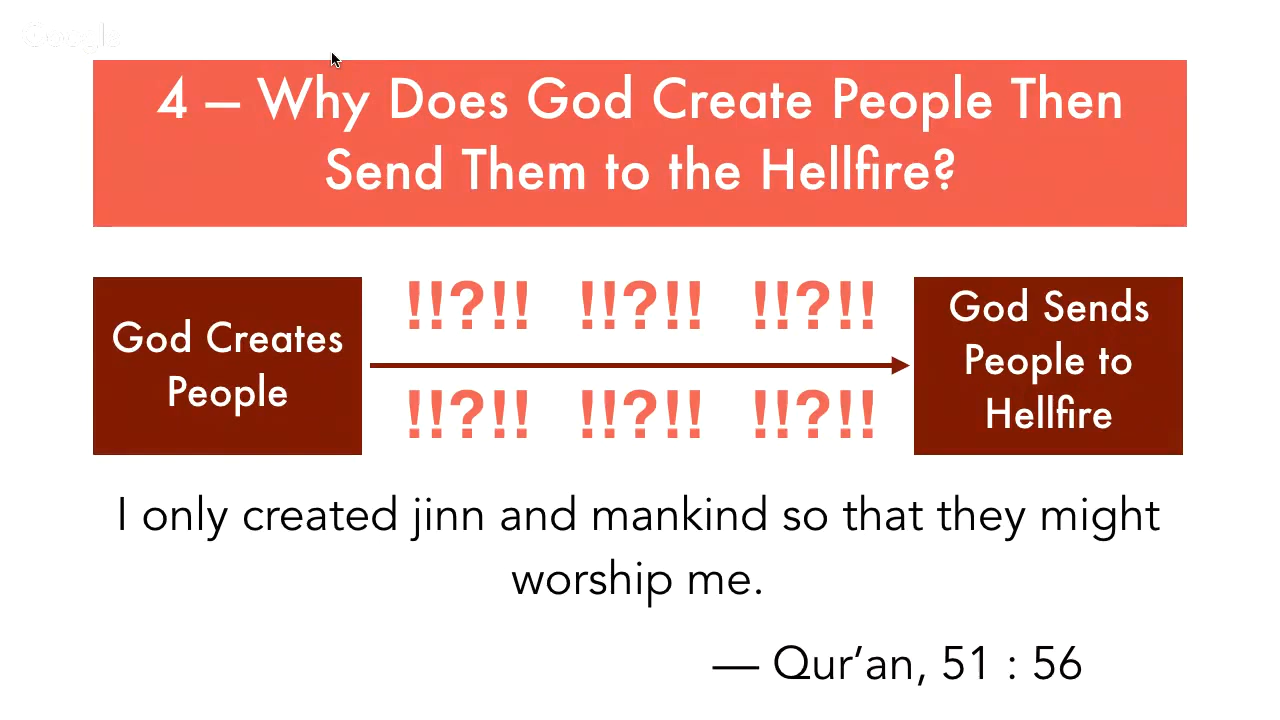 Google
4 — Why Does God Create People Then
Send Them to the Hellfire?
God Creates
People
!!?!! !!?!! !!?!!
!!?!! !!?!! !!?!!
God Sends
People to
Hellfire
I only created jinn and mankind so that they might
worship me.
— Qur’an, 51 : 56